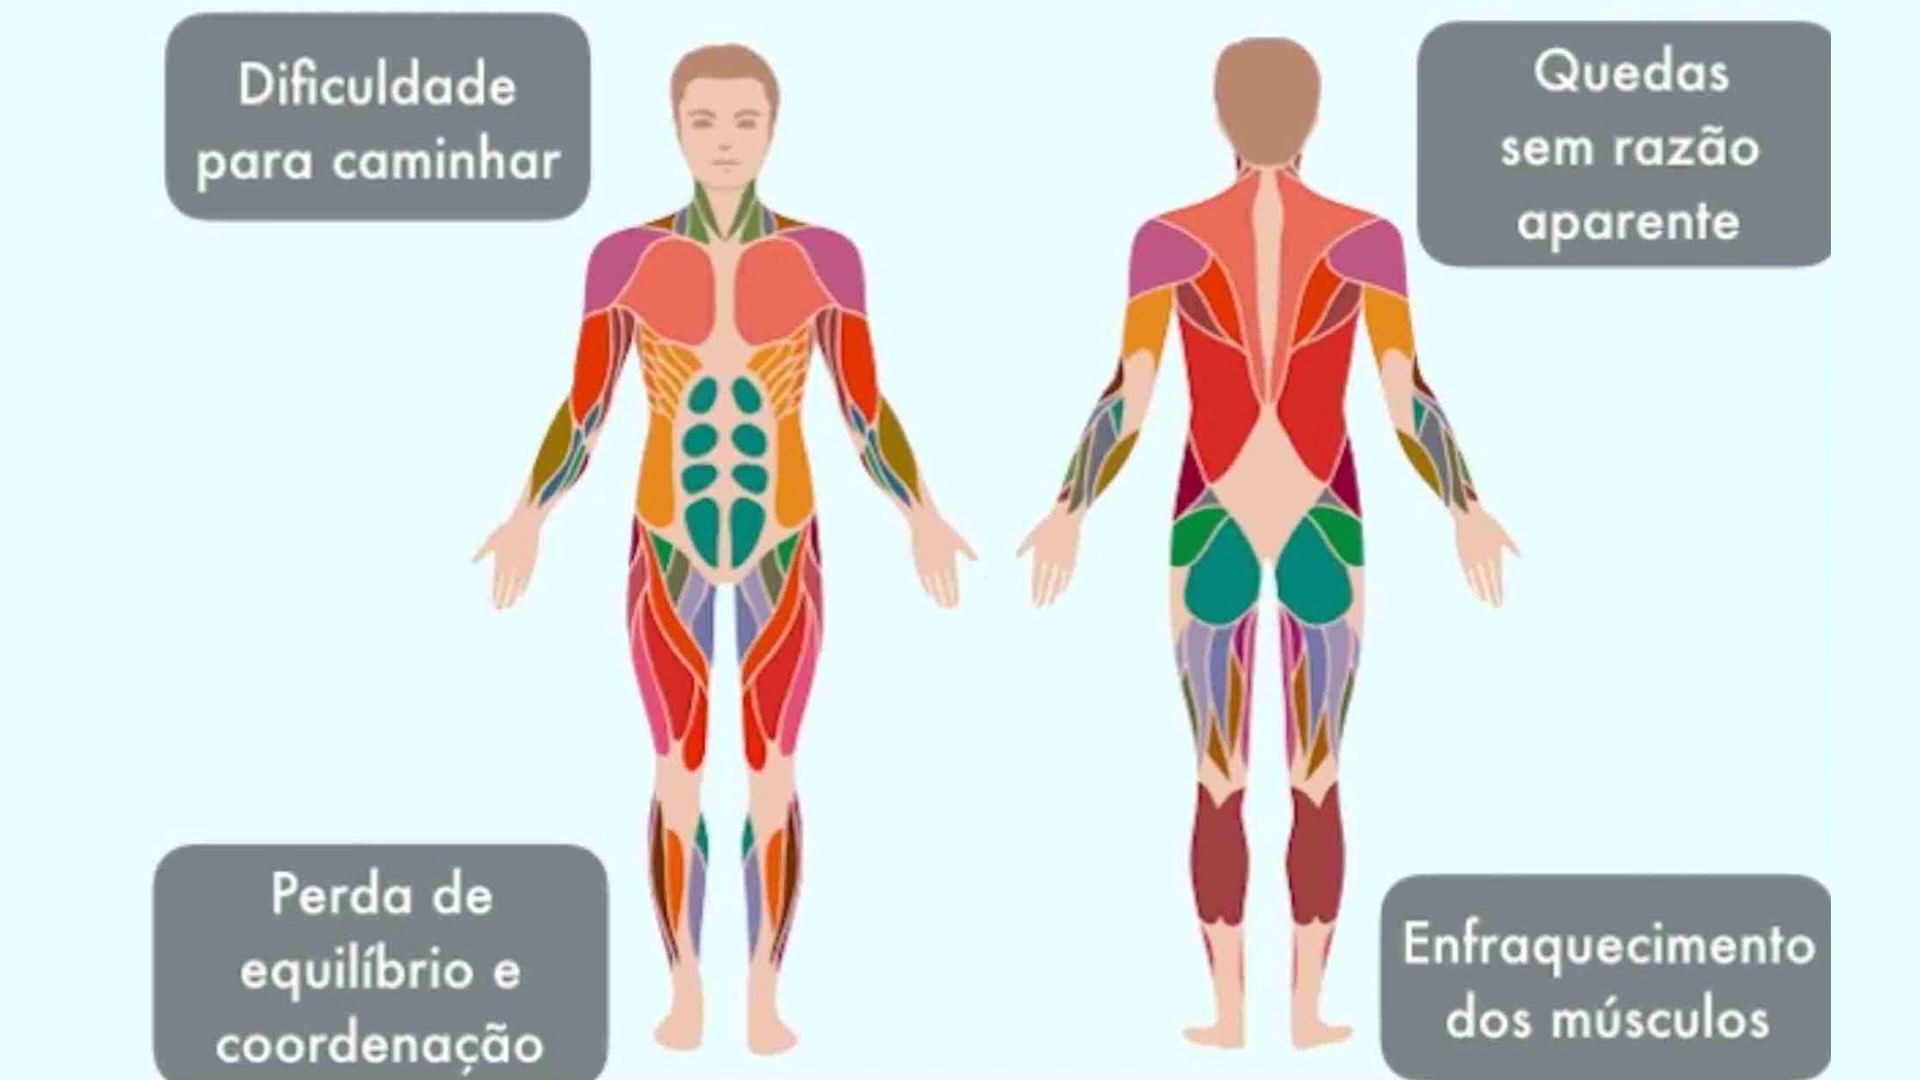 Dificuldade
para caminhar
Quedas
sem razão
aparente
Perda de
equilíbrio e
coordenação
Enfraquecimento
dos músculos